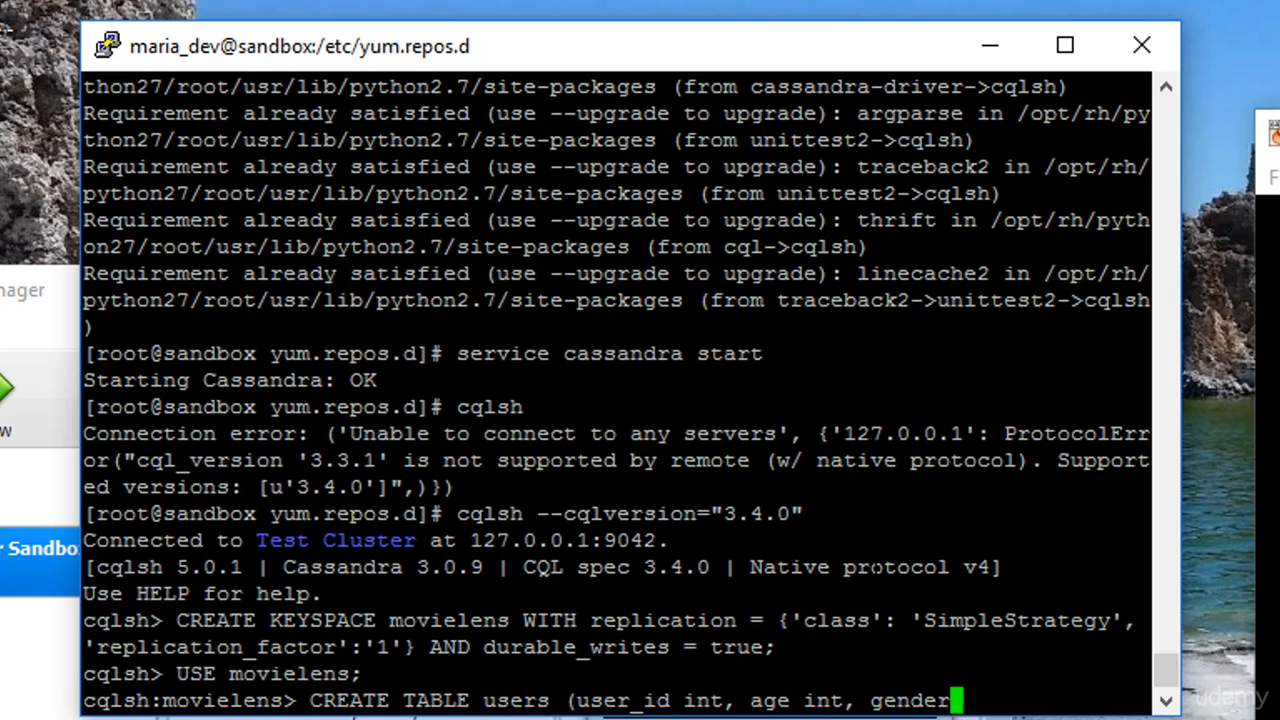 maria_dev@sandbox:/etc/yum.repos.d
thon27/root/usr/lib/python2.7/site-packages (from cassandra-driver->cqlsh)
Requirement already satisfied (use --upgrade to upgrade): argparse in /opt/rh/py
thon27/root/usr/lib/python2.7/site-packages (from unittest2->cqlsh)
Requirement already satisfied (use --upgrade to upgrade): traceback2 in /opt/rh/
python27/root/usr/lib/python2.7/site-packages (from unittest2->cqlsh)
Requirement already satisfied (use --upgrade to upgrade): thrift in /opt/rh/pyth
on27/root/usr/lib/python2.7/site-packages (from cql->cqlsh)
Requirement already satisfied (use --upgrade to upgrade): linecache2 in /opt/rh/
python27/root/usr/lib/python2.7/site-packages (from traceback2->unittest2->cqlsh
)
[root@sandbox yum.repos.d]# service cassandra start
Starting Cassandra: OK
[root@sandbox yum.repos.d]# cqlsh
Connection error: ('Unable to connect to any servers', {'127.0.0.1': ProtocolErr
or("cql_version '3.3.1' is not supported by remote (w/ native protocol). Support
ed versions: [u'3.4.0']",)})
[root@sandbox yum.repos.d]# cqlsh --cqlversion="3.4.0"
Connected to Test Cluster at 127.0.0.1:9042.
[cqlsh 5.0.1 | Cassandra 3.0.9 | CQL spec 3.4.0 | Native protocol v4]
Use HELP for help.
cqlsh> CREATE KEYSPACE movielens WITH replication = {'class': 'SimpleStrategy',
'replication_factor':'1'} AND durable_writes = true;
cqlsh> USE movielens;
cqlsh:movielens> CREATE TABLE users (user_id int, age int, gender
nager
w
r Sandbo
F
udemy